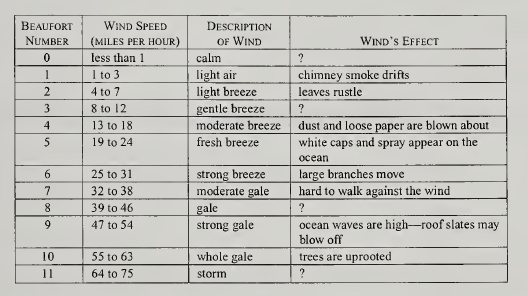 BEAUFORT NUMBER | WIND SPEED (MILES PER HOUR) | DESCRIPTION OF WIND | WIND'S EFFECT
0 | less than 1 | calm | ?
1 | 1 to 3 | light air | chimney smoke drifts
2 | 4 to 7 | light breeze | leaves rustle
3 | 8 to 12 | gentle breeze | ?
4 | 13 to 18 | moderate breeze | dust and loose paper are blown about
5 | 19 to 24 | fresh breeze | white caps and spray appear on the
ocean
6 | 25 to 31 | strong breeze | large branches move
7 | 32 to 38 | moderate gale | hard to walk against the wind
8 | 39 to 46 | gale | ?
9 | 47 to 54 | strong gale | ocean waves are high—roof slates may
blow off
10 | 55 to 63 | whole gale | trees are uprooted
11 | 64 to 75 | storm | ?